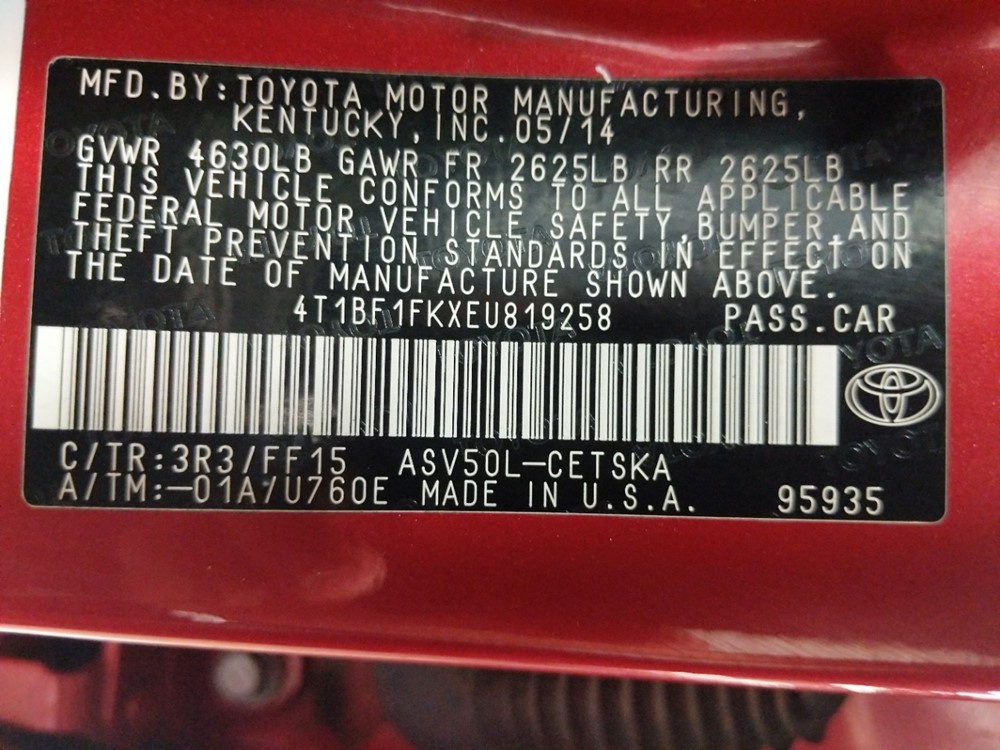 MFD.BY:TOYOTA MOTOR MANUFACTURING,
KENTUCKY,INC.05/14
GVWR 4630LB GAWR FR 2625LB RR 2625LB
THIS VEHICLE CONFORMS TO ALL APPLICABLE
FEDERAL MOTOR VEHICLE SAFETY,BUMPER,AND
THEFT PREVENTION STANDARDS IN EFFECT ON
THE DATE OF MANUFACTURE SHOWN ABOVE.
4T1BF1FKXEU819258 PASS.CAR
C/TR:3R3/FF15 ASV50L-CETSKA
A/TM:-01A/U760E MADE IN U.S.A. 95935